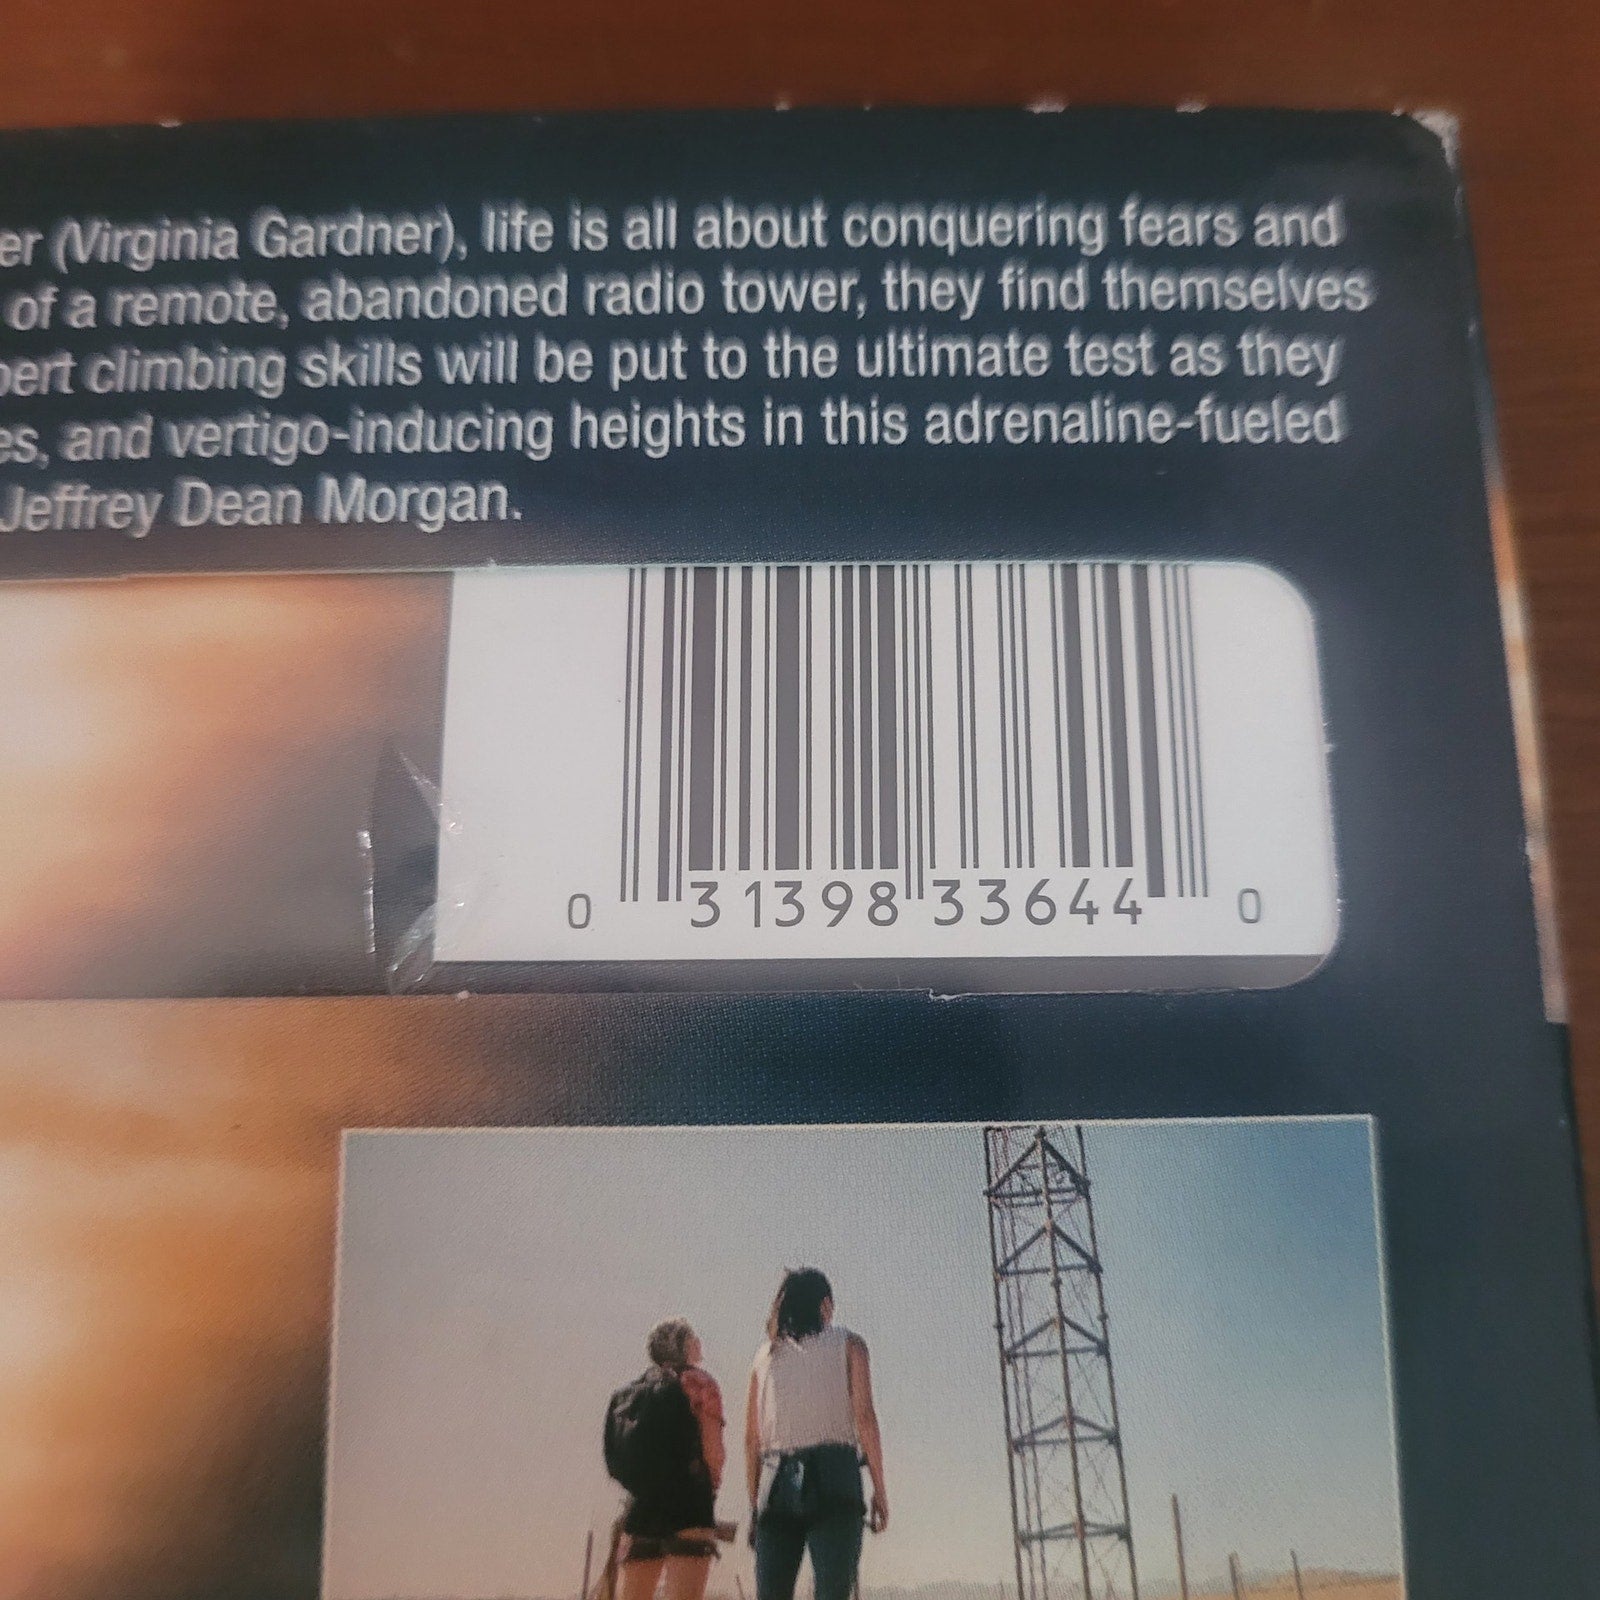 er (Virginia Gardner), life is all about conquering fears and
of a remote, abandoned radio tower, they find themselves
pert climbing skills will be put to the ultimate test as they
es, and vertigo-inducing heights in this adrenaline-fueled
Jeffrey Dean Morgan.
0 31398 33644 0